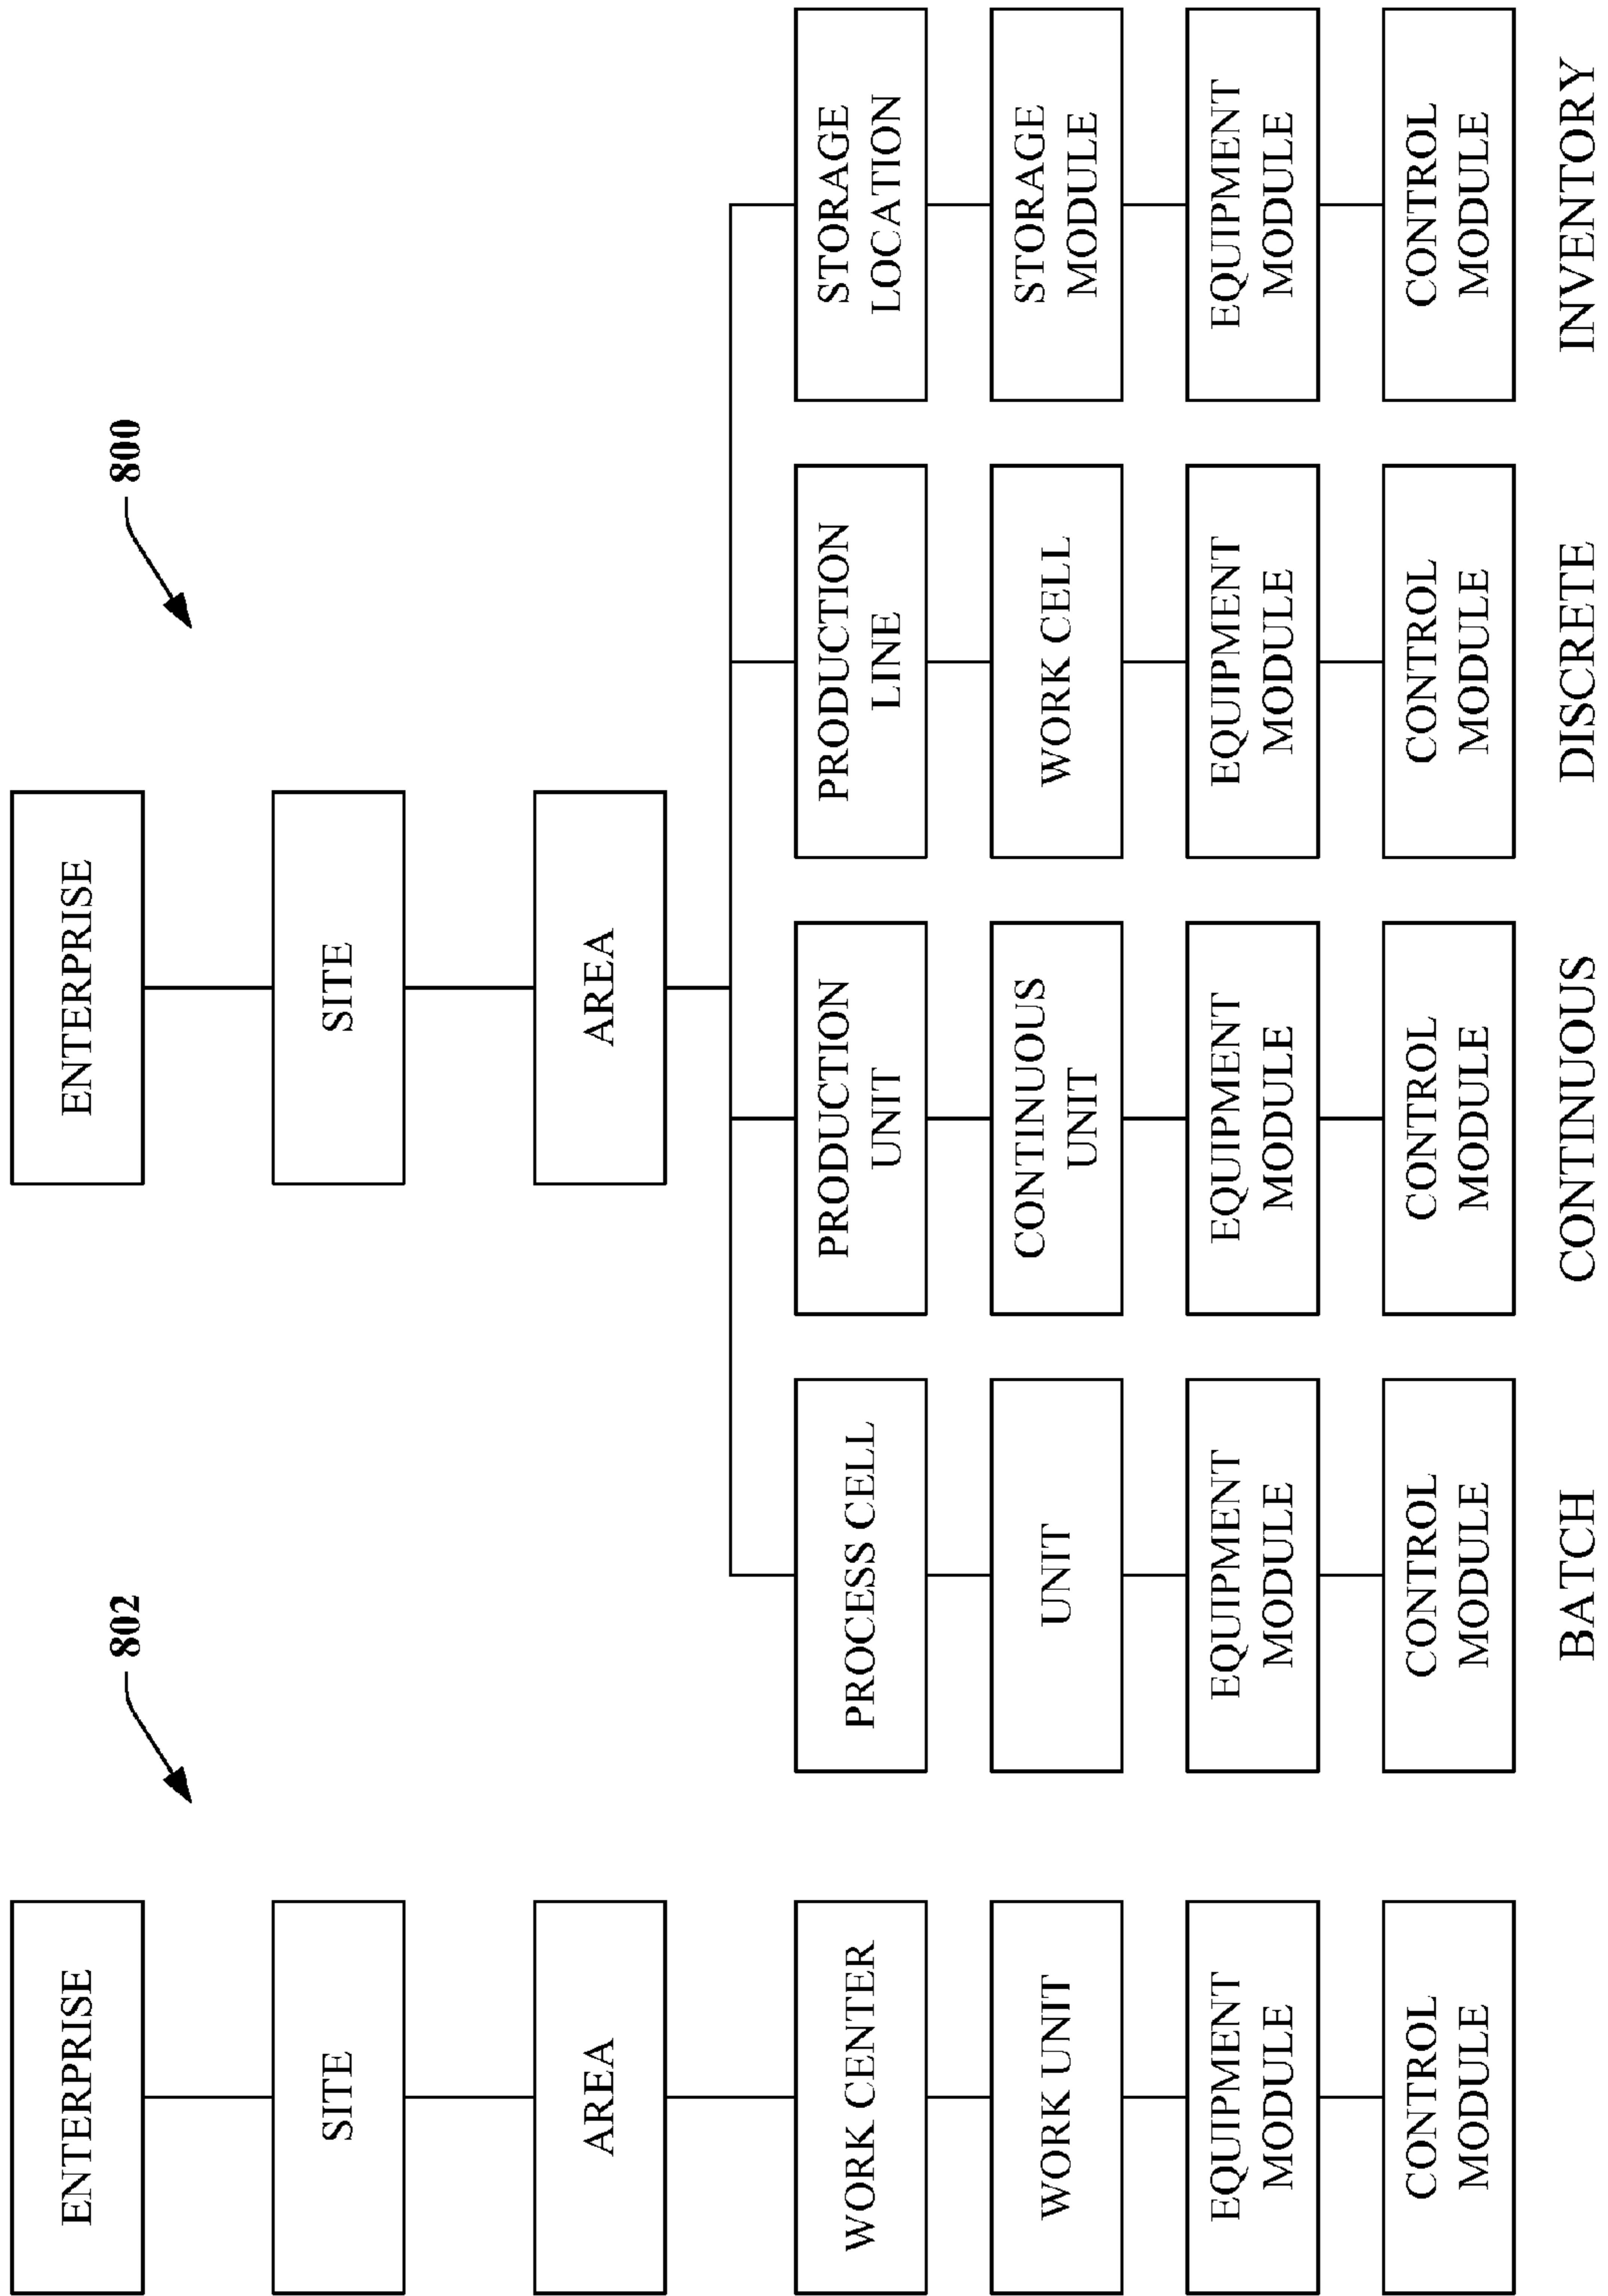 802
ENTERPRISE
SITE
AREA
WORK CENTER
WORK UNIT
EQUIPMENT
MODULE
CONTROL
MODULE
800
ENTERPRISE
SITE
AREA
PROCESS CELL
UNIT
EQUIPMENT
MODULE
CONTROL
MODULE
BATCH
PRODUCTION
UNIT
CONTINUOUS
UNIT
EQUIPMENT
MODULE
CONTROL
MODULE
CONTINUOUS
PRODUCTION
LINE
WORK CELL
EQUIPMENT
MODULE
CONTROL
MODULE
DISCRETE
STORAGE
LOCATION
STORAGE
MODULE
EQUIPMENT
MODULE
CONTROL
MODULE
INVENTORY